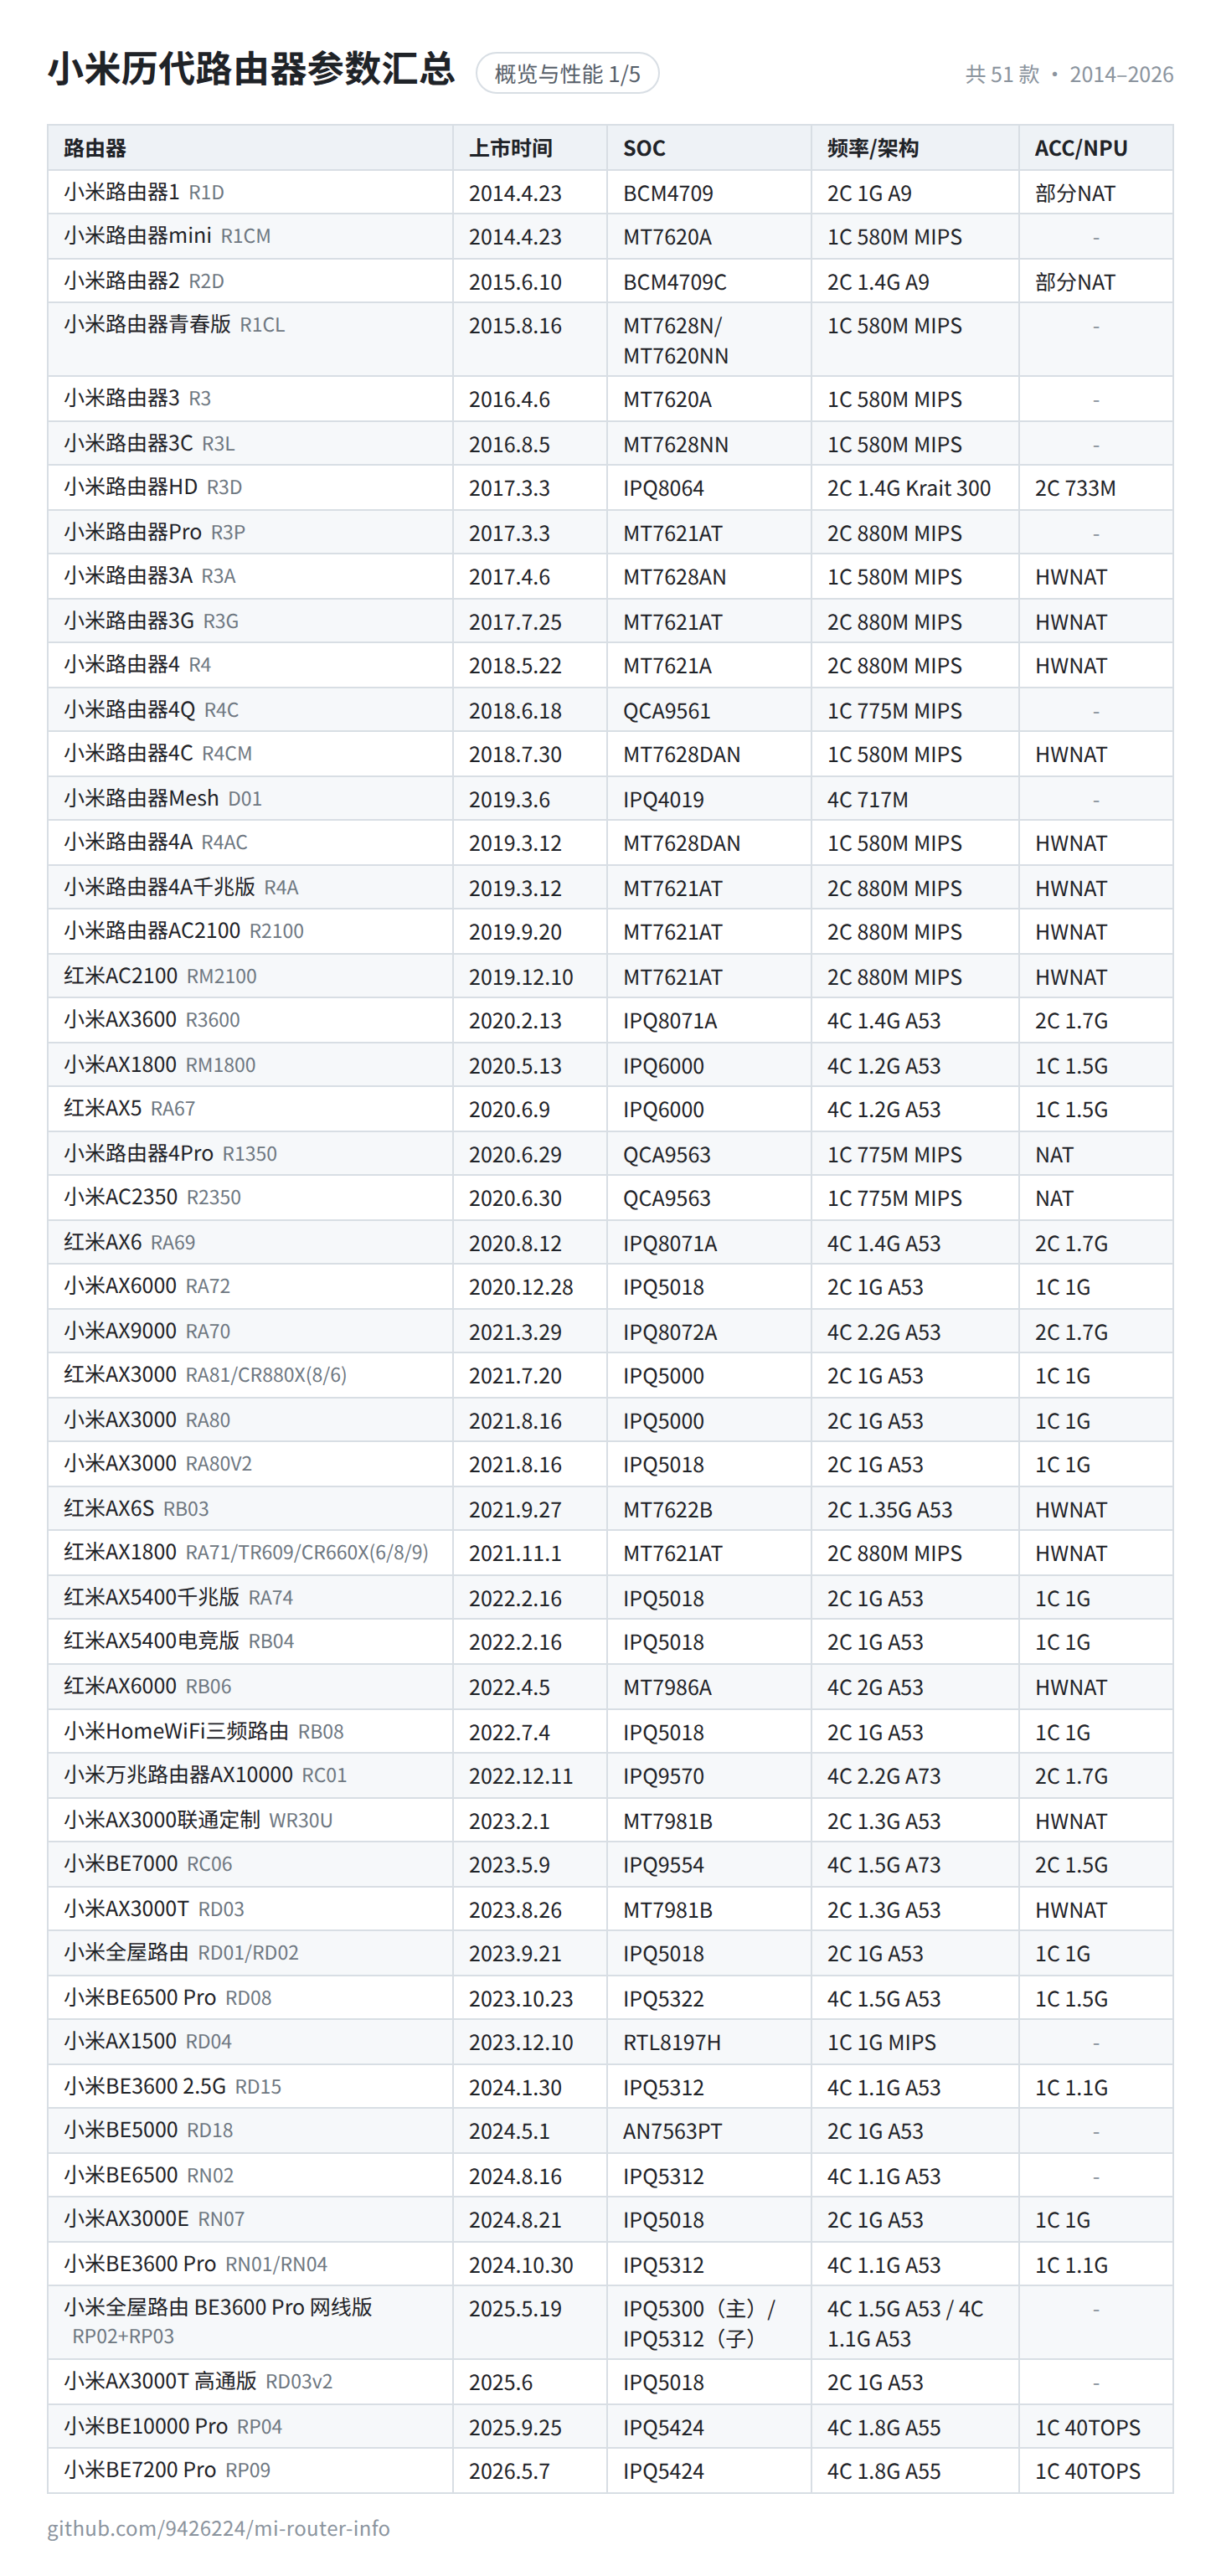 小米历代路由器参数汇总 概览与性能 1/5 共 51 款 · 2014–2026
路由器 上市时间 SOC 频率/架构 ACC/NPU
小米路由器1 R1D 2014.4.23 BCM4709 2C 1G A9 部分NAT
小米路由器mini R1CM 2014.4.23 MT7620A 1C 580M MIPS -
小米路由器2 R2D 2015.6.10 BCM4709C 2C 1.4G A9 部分NAT
小米路由器青春版 R1CL 2015.8.16 MT7628N/ 1C 580M MIPS -
MT7620NN
小米路由器3 R3 2016.4.6 MT7620A 1C 580M MIPS -
小米路由器3C R3L 2016.8.5 MT7628NN 1C 580M MIPS -
小米路由器HD R3D 2017.3.3 IPQ8064 2C 1.4G Krait 300 2C 733M
小米路由器Pro R3P 2017.3.3 MT7621AT 2C 880M MIPS -
小米路由器3A R3A 2017.4.6 MT7628AN 1C 580M MIPS HWNAT
小米路由器3G R3G 2017.7.25 MT7621AT 2C 880M MIPS HWNAT
小米路由器4 R4 2018.5.22 MT7621A 2C 880M MIPS HWNAT
小米路由器4Q R4C 2018.6.18 QCA9561 1C 775M MIPS -
小米路由器4C R4CM 2018.7.30 MT7628DAN 1C 580M MIPS HWNAT
小米路由器Mesh D01 2019.3.6 IPQ4019 4C 717M -
小米路由器4A R4AC 2019.3.12 MT7628DAN 1C 580M MIPS HWNAT
小米路由器4A千兆版 R4A 2019.3.12 MT7621AT 2C 880M MIPS HWNAT
小米路由器AC2100 R2100 2019.9.20 MT7621AT 2C 880M MIPS HWNAT
红米AC2100 RM2100 2019.12.10 MT7621AT 2C 880M MIPS HWNAT
小米AX3600 R3600 2020.2.13 IPQ8071A 4C 1.4G A53 2C 1.7G
小米AX1800 RM1800 2020.5.13 IPQ6000 4C 1.2G A53 1C 1.5G
红米AX5 RA67 2020.6.9 IPQ6000 4C 1.2G A53 1C 1.5G
小米路由器4Pro R1350 2020.6.29 QCA9563 1C 775M MIPS NAT
小米AC2350 R2350 2020.6.30 QCA9563 1C 775M MIPS NAT
红米AX6 RA69 2020.8.12 IPQ8071A 4C 1.4G A53 2C 1.7G
小米AX6000 RA72 2020.12.28 IPQ5018 2C 1G A53 1C 1G
小米AX9000 RA70 2021.3.29 IPQ8072A 4C 2.2G A53 2C 1.7G
红米AX3000 RA81/CR880X(8/6) 2021.7.20 IPQ5000 2C 1G A53 1C 1G
小米AX3000 RA80 2021.8.16 IPQ5000 2C 1G A53 1C 1G
小米AX3000 RA80V2 2021.8.16 IPQ5018 2C 1G A53 1C 1G
红米AX6S RB03 2021.9.27 MT7622B 2C 1.35G A53 HWNAT
红米AX1800 RA71/TR609/CR660X(6/8/9) 2021.11.1 MT7621AT 2C 880M MIPS HWNAT
红米AX5400千兆版 RA74 2022.2.16 IPQ5018 2C 1G A53 1C 1G
红米AX5400电竞版 RB04 2022.2.16 IPQ5018 2C 1G A53 1C 1G
红米AX6000 RB06 2022.4.5 MT7986A 4C 2G A53 HWNAT
小米HomeWiFi三频路由 RB08 2022.7.4 IPQ5018 2C 1G A53 1C 1G
小米万兆路由器AX10000 RC01 2022.12.11 IPQ9570 4C 2.2G A73 2C 1.7G
小米AX3000联通定制 WR30U 2023.2.1 MT7981B 2C 1.3G A53 HWNAT
小米BE7000 RC06 2023.5.9 IPQ9554 4C 1.5G A73 2C 1.5G
小米AX3000T RD03 2023.8.26 MT7981B 2C 1.3G A53 HWNAT
小米全屋路由 RD01/RD02 2023.9.21 IPQ5018 2C 1G A53 1C 1G
小米BE6500 Pro RD08 2023.10.23 IPQ5322 4C 1.5G A53 1C 1.5G
小米AX1500 RD04 2023.12.10 RTL8197H 1C 1G MIPS -
小米BE3600 2.5G RD15 2024.1.30 IPQ5312 4C 1.1G A53 1C 1.1G
小米BE5000 RD18 2024.5.1 AN7563PT 2C 1G A53 -
小米BE6500 RN02 2024.8.16 IPQ5312 4C 1.1G A53 -
小米AX3000E RN07 2024.8.21 IPQ5018 2C 1G A53 1C 1G
小米BE3600 Pro RN01/RN04 2024.10.30 IPQ5312 4C 1.1G A53 1C 1.1G
小米全屋路由 BE3600 Pro 网线版 2025.5.19 IPQ5300（主）/ 4C 1.5G A53 / 4C -
RP02+RP03 IPQ5312（子） 1.1G A53
小米AX3000T 高通版 RD03v2 2025.6 IPQ5018 2C 1G A53 -
小米BE10000 Pro RP04 2025.9.25 IPQ5424 4C 1.8G A55 1C 40TOPS
小米BE7200 Pro RP09 2026.5.7 IPQ5424 4C 1.8G A55 1C 40TOPS
github.com/9426224/mi-router-info